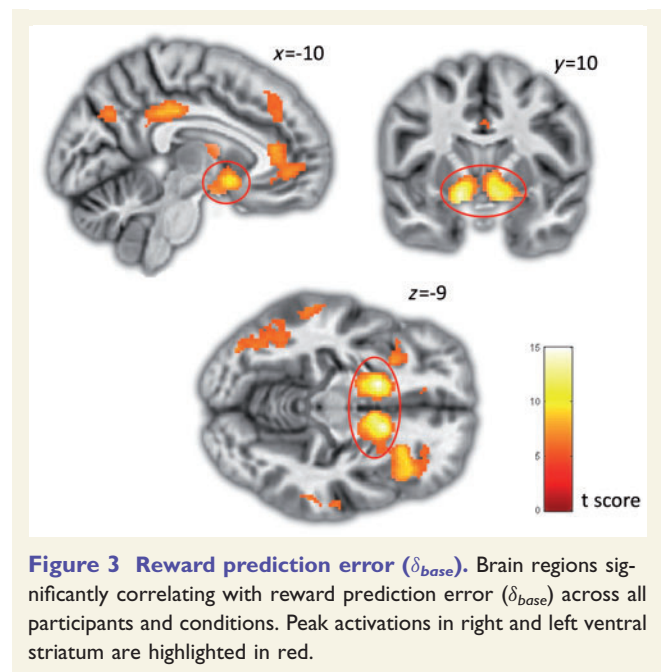 x=-10
y=10
z=-9
15
10
5
0
t score
Figure 3 Reward prediction error (δbase). Brain regions sig-
nificantly correlating with reward prediction error (δbase) across all
participants and conditions. Peak activations in right and left ventral
striatum are highlighted in red.